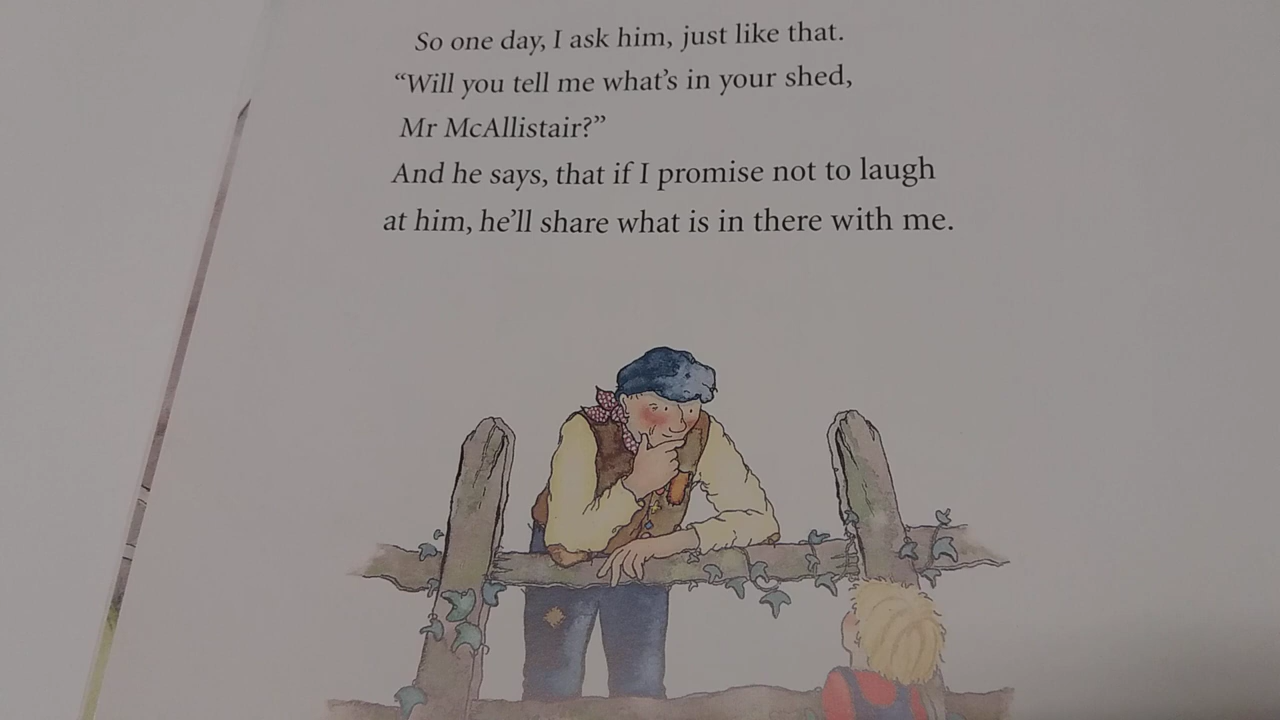 So one day, I ask him, just like that.
“Will you tell me what’s in your shed,
Mr McAllistair?”
And he says, that if I promise not to laugh
at him, he’ll share what is in there with me.